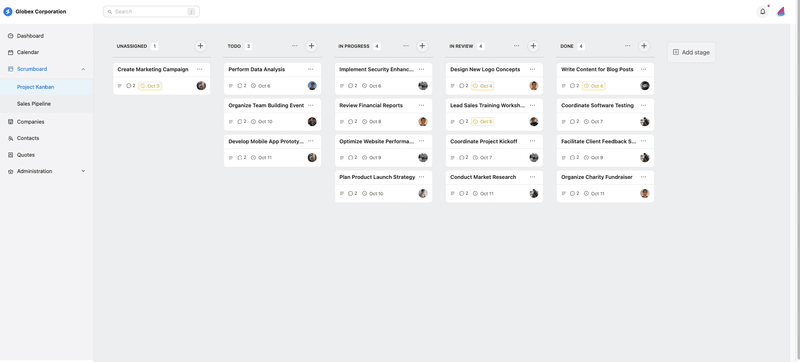 Globex Corporation
Search
/
Dashboard
Calendar
Scrumboard
Project Kanban
Sales Pipeline
Companies
Contacts
Quotes
Administration
UNASSIGNED 1
Create Marketing Campaign
2 Oct 5
TODO 3
Perform Data Analysis
2 Oct 6
Organize Team Building Event
2 Oct 10
Develop Mobile App Prototy...
2 Oct 11
IN PROGRESS 4
Implement Security Enhanc...
2 Oct 8
Review Financial Reports
2 Oct 8
Optimize Website Performa...
2 Oct 9
Plan Product Launch Strategy
2 Oct 10
IN REVIEW 4
Design New Logo Concepts
2 Oct 4
Lead Sales Training Worksh...
2 Oct 5
Coordinate Project Kickoff
2 Oct 7
Conduct Market Research
2 Oct 11
DONE 4
Write Content for Blog Posts
2 Oct 4
Coordinate Software Testing
2 Oct 7
Facilitate Client Feedback S...
2 Oct 9
Organize Charity Fundraiser
2 Oct 11
Add stage